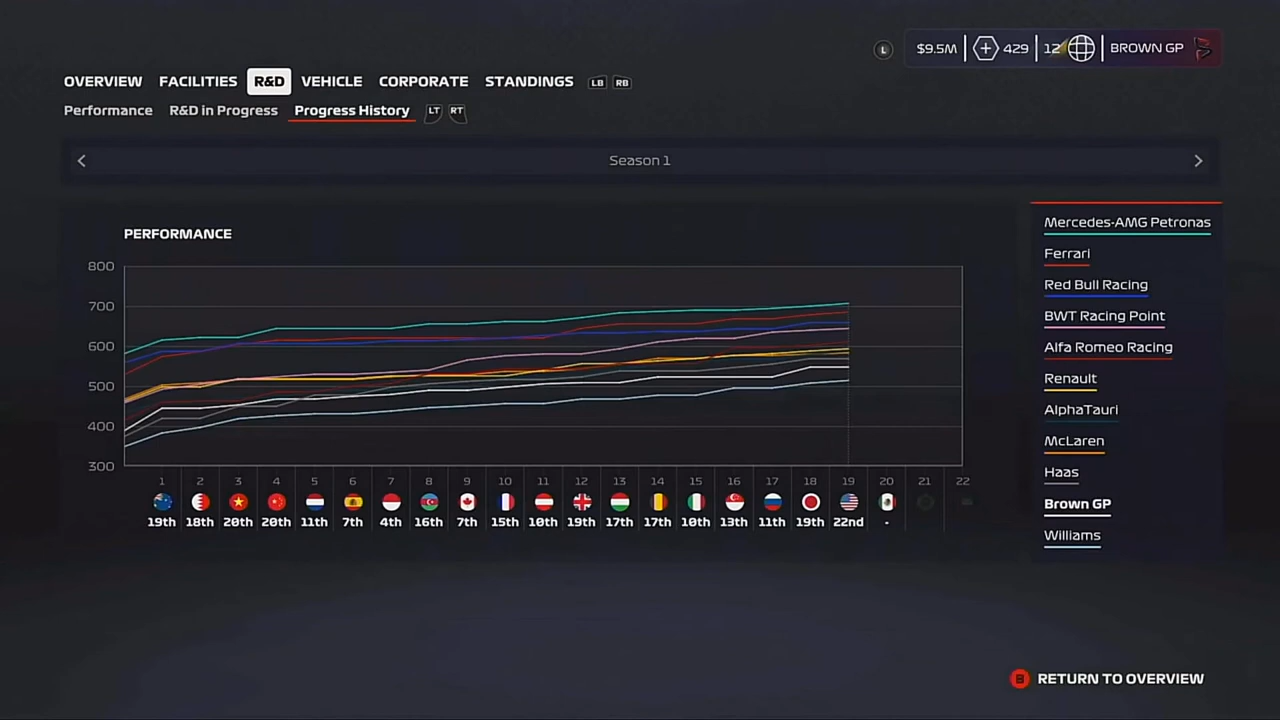 L $9.5M 429 12 BROWN GP
OVERVIEW FACILITIES R&D VEHICLE CORPORATE STANDINGS LB RB
Performance R&D in Progress Progress History LT RT
Season 1
PERFORMANCE
800
700
600
500
400
300
1 2 3 4 5 6 7 8 9 10 11 12 13 14 15 16 17 18 19 20 21 22
19th 18th 20th 20th 11th 7th 4th 16th 7th 15th 10th 19th 17th 17th 10th 13th 11th 19th 22nd -
Mercedes-AMG Petronas
Ferrari
Red Bull Racing
BWT Racing Point
Alfa Romeo Racing
Renault
AlphaTauri
McLaren
Haas
Brown GP
Williams
B RETURN TO OVERVIEW